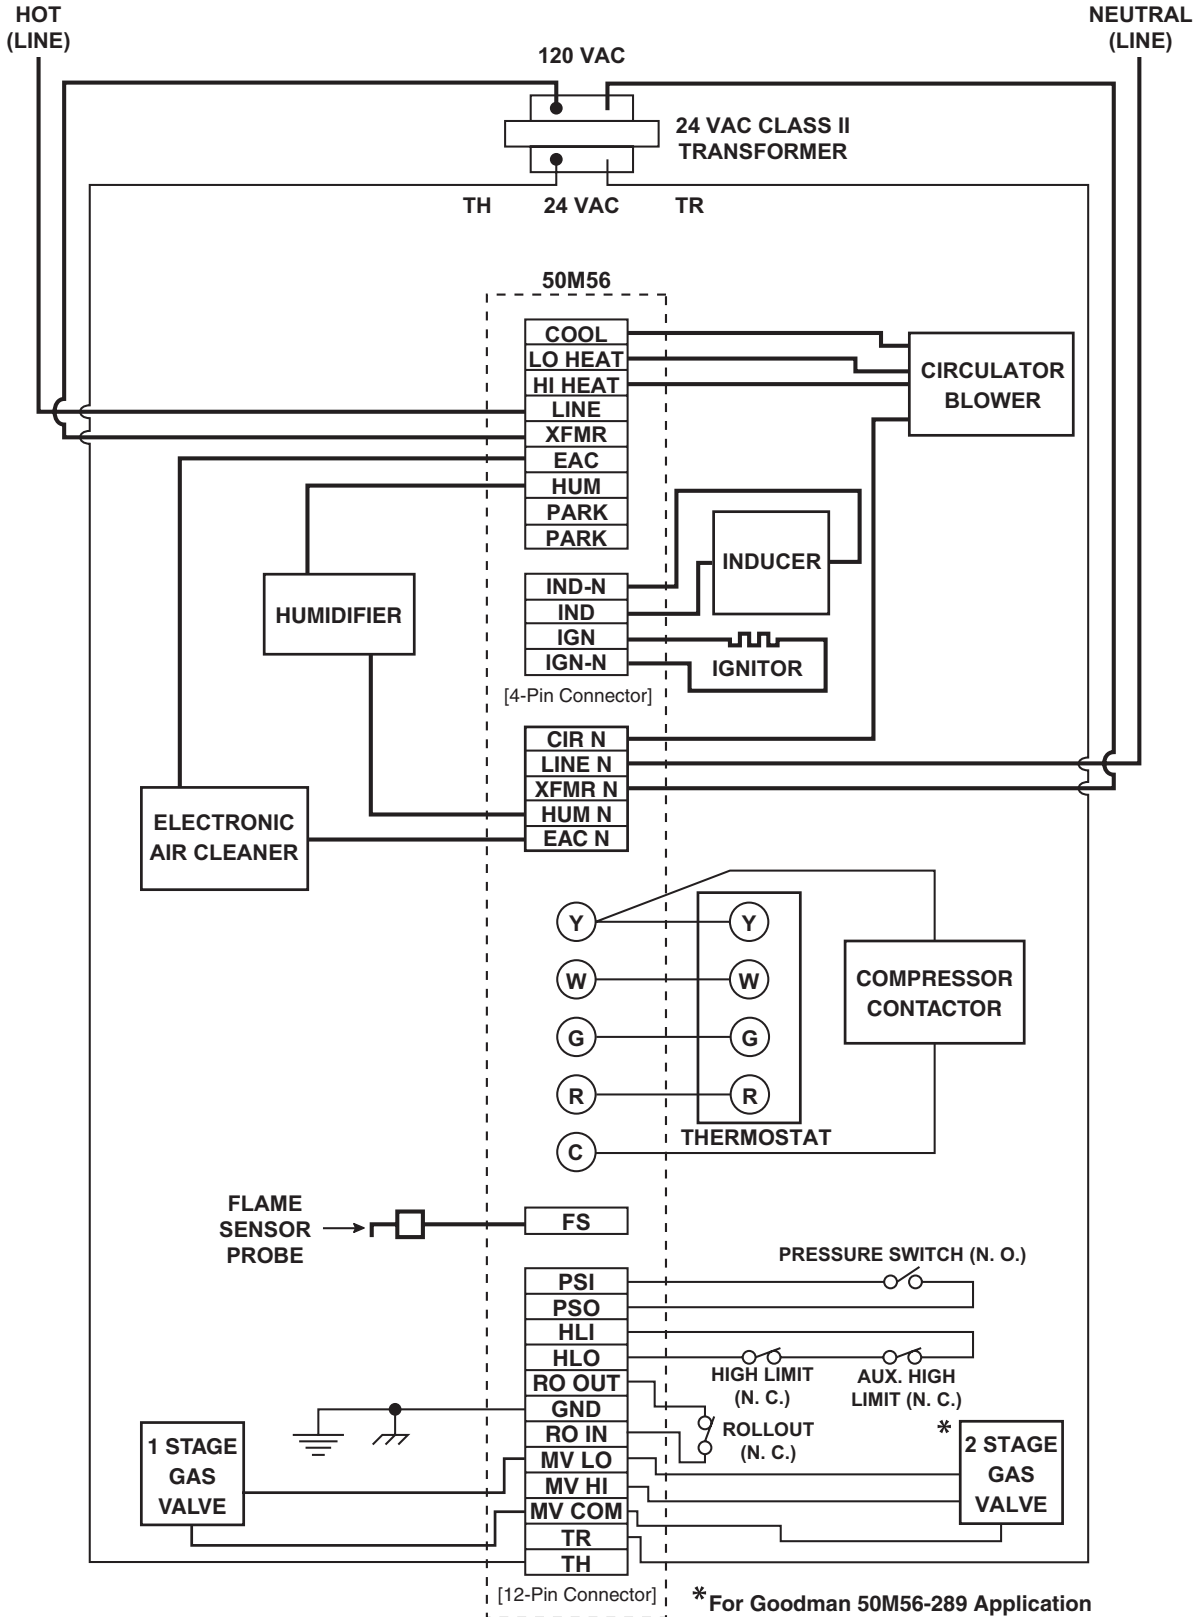 HOT
(LINE)
NEUTRAL
(LINE)
120 VAC
24 VAC CLASS II
TRANSFORMER
TH
24 VAC
TR
50M56
COOL
LO HEAT
HI HEAT
LINE
XFMR
EAC
HUM
PARK
PARK
CIRCULATOR
BLOWER
INDUCER
HUMIDIFIER
IND-N
IND
IGN
IGN-N
IGNITOR
[4-Pin Connector]
CIR N
LINE N
XFMR N
HUM N
EAC N
ELECTRONIC
AIR CLEANER
Y
Y
W
W
G
G
R
R
C
THERMOSTAT
COMPRESSOR
CONTACTOR
FLAME
SENSOR
PROBE
FS
PRESSURE SWITCH (N. O.)
PSI
PSO
HLI
HLO
RO OUT
GND
RO IN
MV LO
MV HI
MV COM
TR
TH
HIGH LIMIT
(N. C.)
AUX. HIGH
LIMIT (N. C.)
ROLLOUT
(N. C.)
1 STAGE
GAS
VALVE
*
2 STAGE
GAS
VALVE
[12-Pin Connector]
*For Goodman 50M56-289 Application